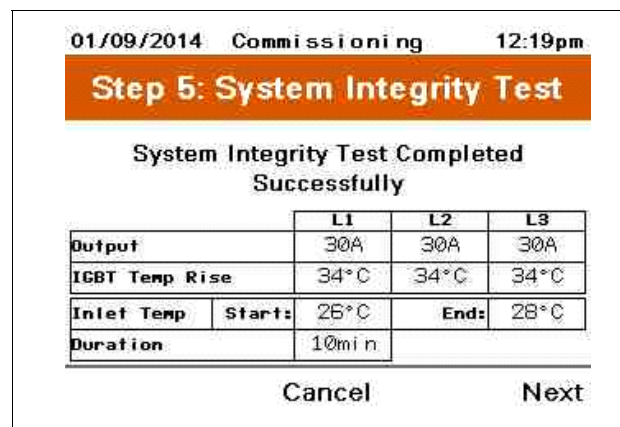 01/09/2014 Commissioning 12:19pm
Step 5: System Integrity Test
System Integrity Test Completed
Successfully
L1 L2 L3
Output 30A 30A 30A
IGBT Temp Rise 34°C 34°C 34°C
Inlet Temp Start: 26°C End: 28°C
Duration 10min
Cancel Next